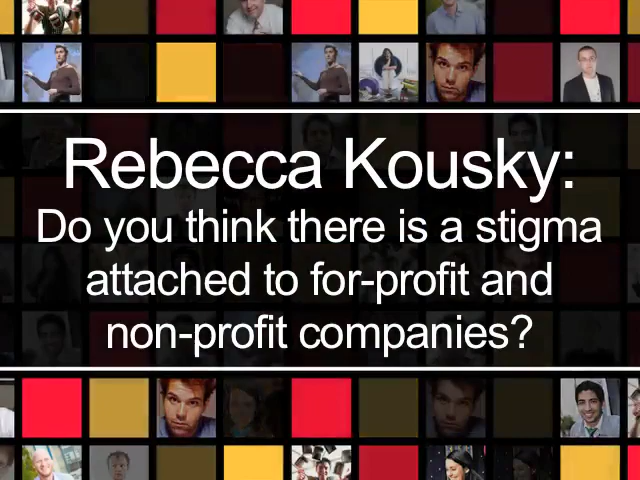 Rebecca Kousky:
Do you think there is a stigma
attached to for-profit and
non-profit companies?